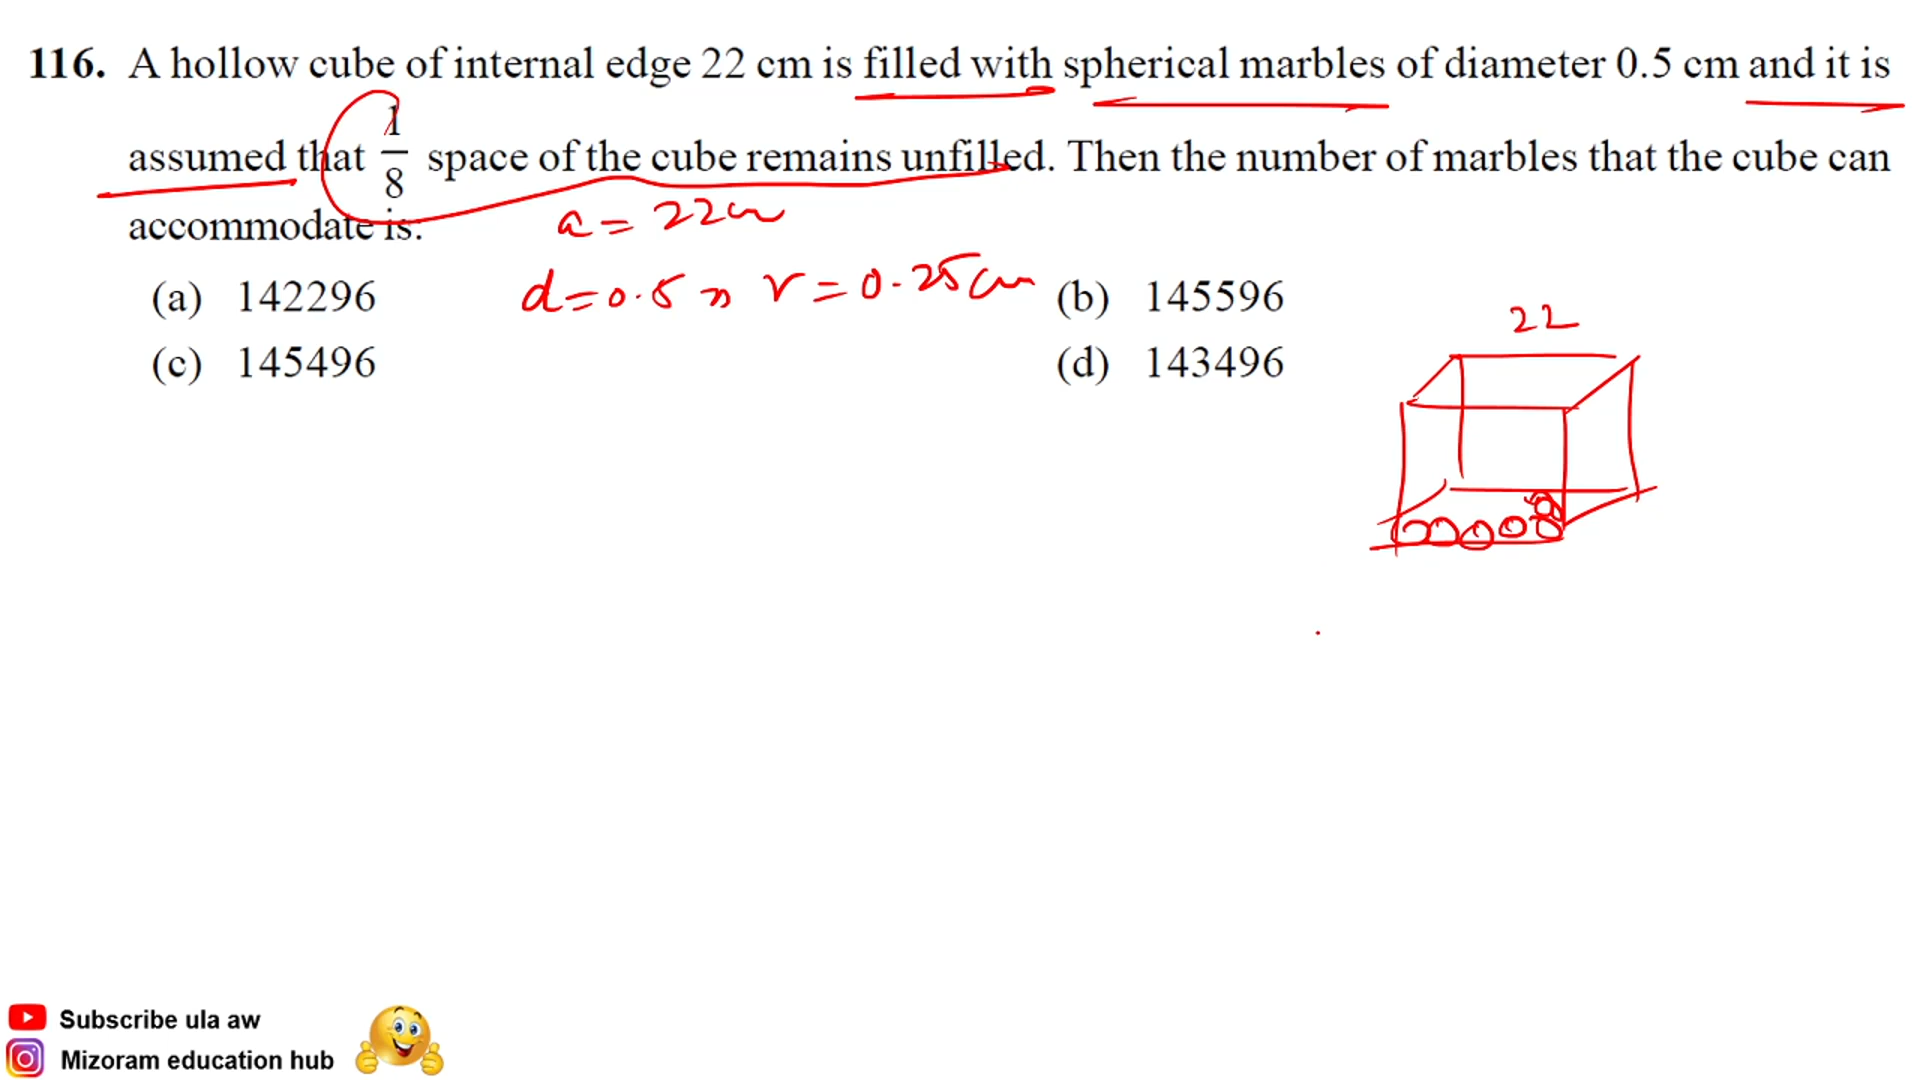 116. A hollow cube of internal edge 22 cm is filled with spherical marbles of diameter 0.5 cm and it is
assumed that 1/8 space of the cube remains unfilled. Then the number of marbles that the cube can
accommodate is:
a = 22cm
(a) 142296
d = 0.5 r = 0.25cm
(b) 145596
22
(c) 145496
(d) 143496
Subscribe ula aw
Mizoram education hub